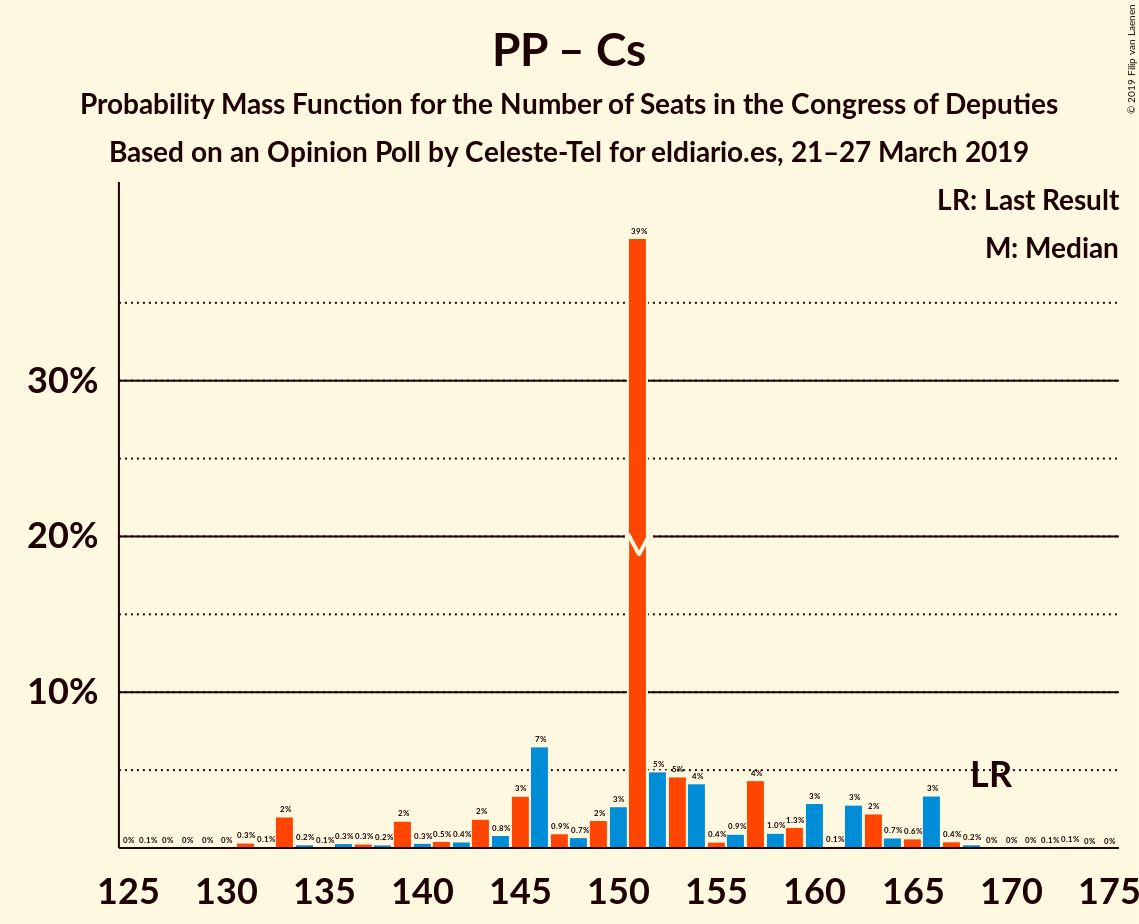 PP – Cs
Probability Mass Function for the Number of Seats in the Congress of Deputies
Based on an Opinion Poll by Celeste-Tel for eldiario.es, 21–27 March 2019
© 2019 Filip van Laenen
LR: Last Result
M: Median
39%
30%
20%
10%
7%
5% 5% 4% 4% LR
0% 0.1% 0% 0% 0% 0% 0.3% 0.1% 2% 0.2% 0.1% 0.3% 0.3% 0.2% 2% 0.3% 0.5% 0.4% 2% 0.8% 3% 0.9% 0.7% 2% 3% 0.4% 0.9% 1.0% 1.3% 3% 0.1% 3% 2% 0.7% 0.6% 3% 0.4% 0.2% 0% 0% 0% 0.1% 0.1% 0% 0%
125 130 135 140 145 150 155 160 165 170 175